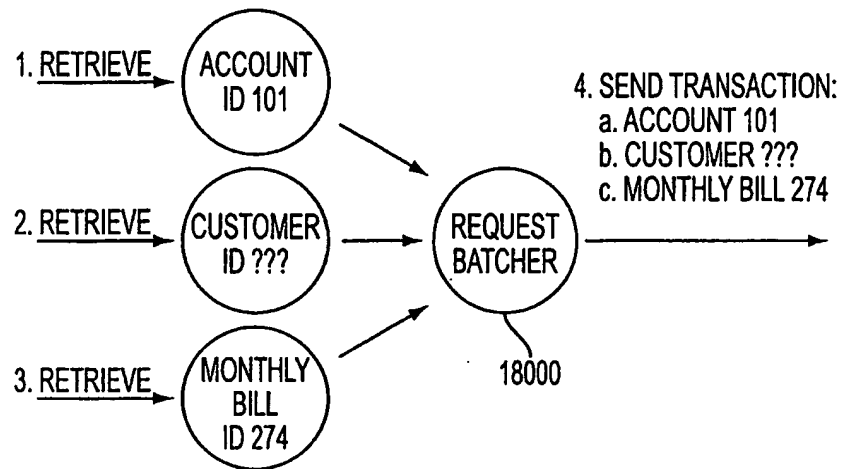 1. RETRIEVE
ACCOUNT
ID 101
2. RETRIEVE
CUSTOMER
ID ???
3. RETRIEVE
MONTHLY
BILL
ID 274
REQUEST
BATCHER
18000
4. SEND TRANSACTION:
a. ACCOUNT 101
b. CUSTOMER ???
c. MONTHLY BILL 274